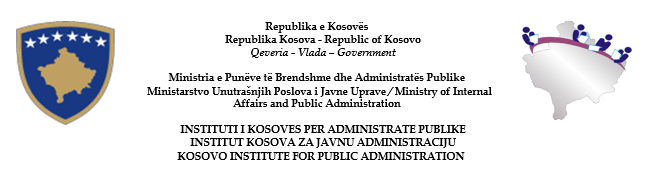 Republika e Kosovës
Republika Kosova - Republic of Kosovo
Qeveria - Vlada – Government
Ministria e Punëve të Brendshme dhe Administratës Publike
Ministarstvo Unutrašnjih Poslova i Javne Uprave/Ministry of Internal
Affairs and Public Administration
INSTITUTI I KOSOVES PER ADMINISTRATE PUBLIKE
INSTITUT KOSOVA ZA JAVNU ADMINISTRACIJU
KOSOVO INSTITUTE FOR PUBLIC ADMINISTRATION